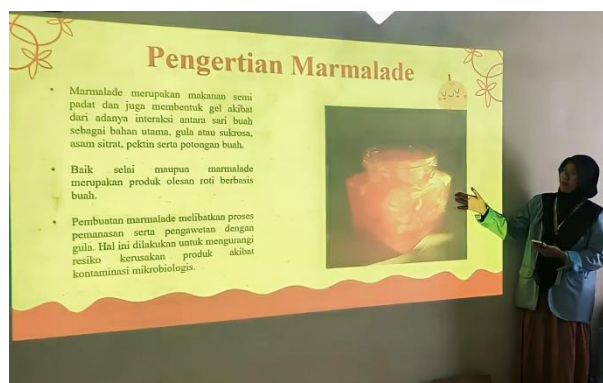 Pengertian Marmalade
• Marmalade merupakan makanan semi
padat dan juga membentuk gel akibat
dari adanya interaksi antara sari buah
sebagai bahan utama, gula atau sukrosa,
asam sitrat, pektin serta potongan buah.
• Baik selai maupun marmalade
merupakan produk olesan roti berbasis
buah.
• Pembuatan marmalade melibatkan proses
pemanasan serta pengawetan dengan
gula. Hal ini dilakukan untuk mengurangi
resiko kerusakan produk akibat
kontaminasi mikrobiologis.